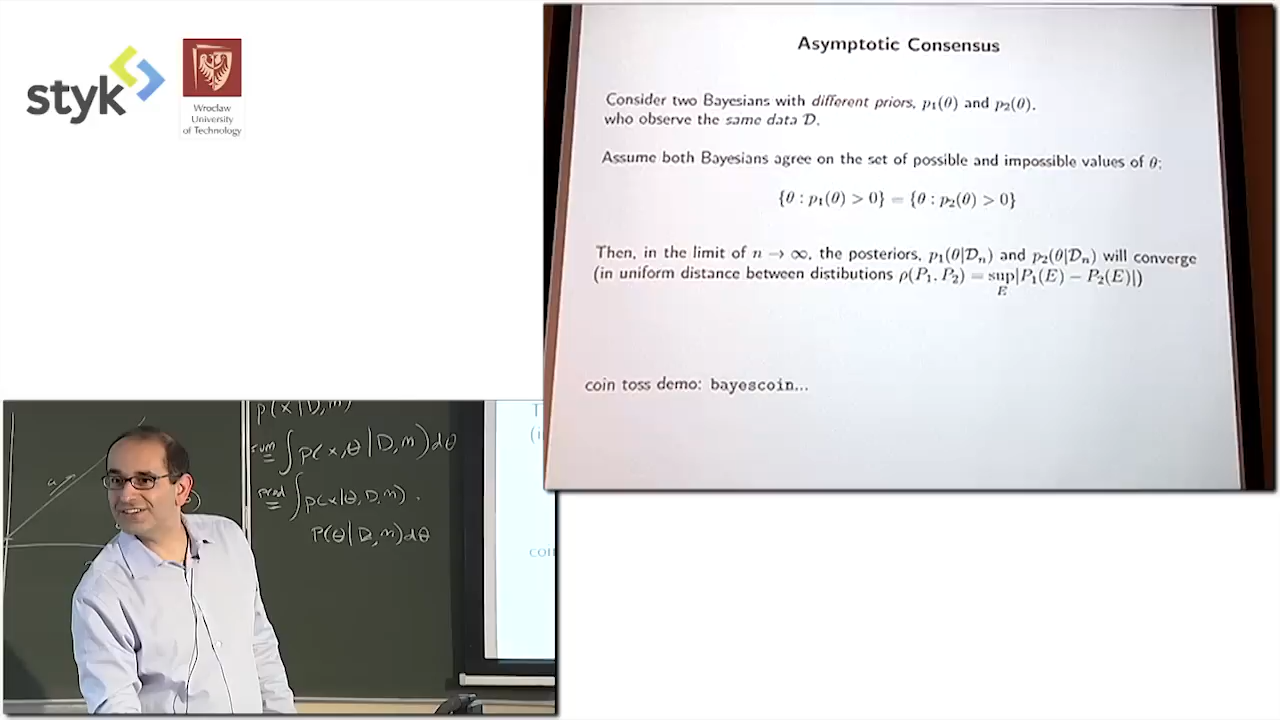 styk
Wroclaw
University
of Technology
Asymptotic Consensus
Consider two Bayesians with different priors, p₁(θ) and p₂(θ),
who observe the same data 𝒟.
Assume both Bayesians agree on the set of possible and impossible values of θ:
{θ : p₁(θ) > 0} = {θ : p₂(θ) > 0}
Then, in the limit of n → ∞, the posteriors, p₁(θ|𝒟ₙ) and p₂(θ|𝒟ₙ) will converge
(in uniform distance between distibutions ρ(P₁, P₂) = sup|P₁(E) − P₂(E)|)
E
coin toss demo: bayescoin...
p(x|D,m)
sum
= ∫p(x,θ|D,m)dθ
prod
= ∫p(x|θ,D,m) ·
p(θ|D,m)dθ